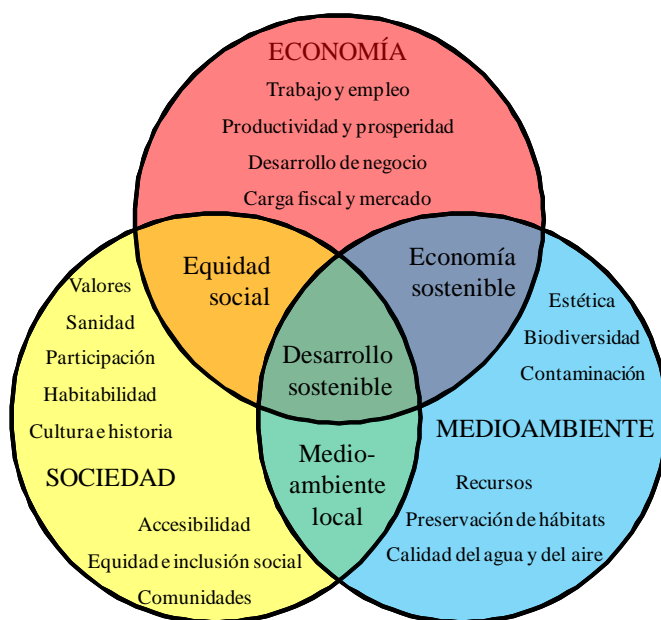 ECONOMÍA
Trabajo y empleo
Productividad y prosperidad
Desarrollo de negocio
Carga fiscal y mercado
Equidad
social
Economía
sostenible
Valores
Sanidad
Participación
Habitabilidad
Cultura e historia
SOCIEDAD
Accesibilidad
Equidad e inclusión social
Comunidades
Desarrollo
sostenible
Medio-
ambiente
local
Estética
Biodiversidad
Contaminación
MEDIOAMBIENTE
Recursos
Preservación de hábitats
Calidad del agua y del aire